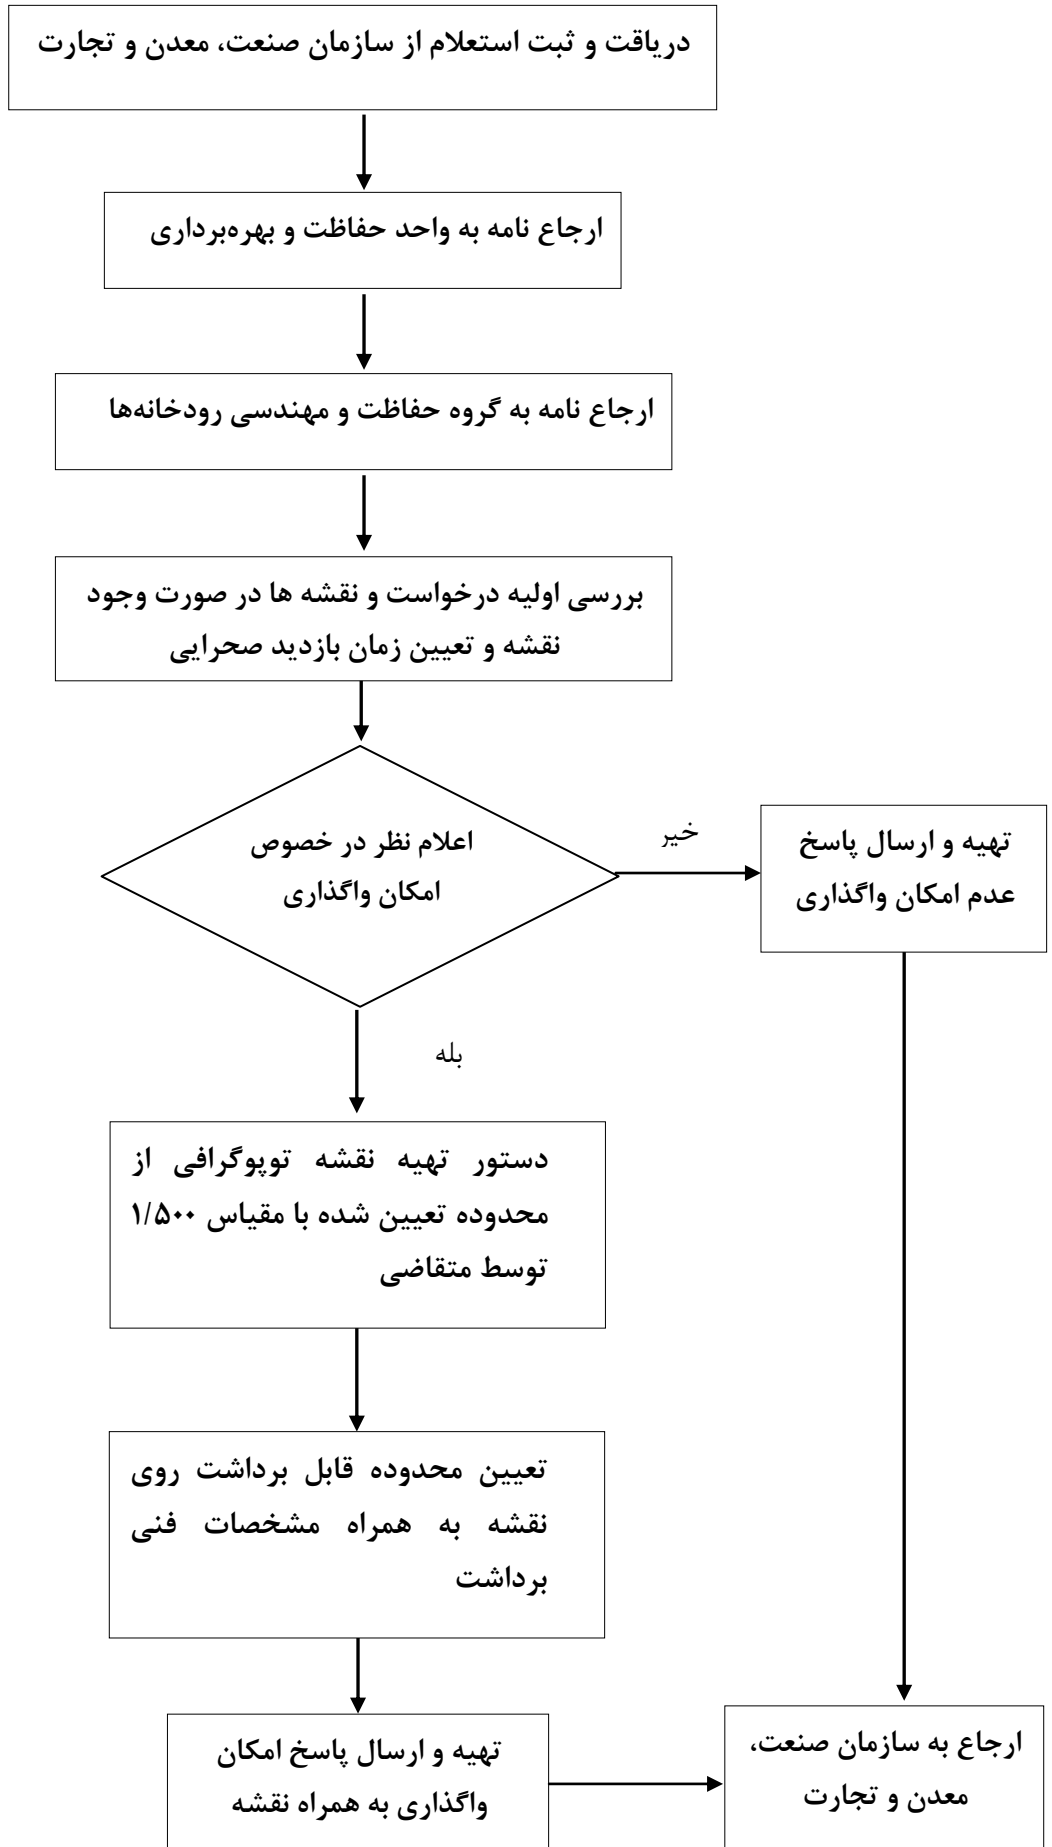 دریاقت و ثبت استعلام از سازمان صنعت، معدن و تجارت
ارجاع نامه به واحد حفاظت و بهره‌برداری
ارجاع نامه به گروه حفاظت و مهندسی رودخانه‌ها
بررسی اولیه درخواست و نقشه ها در صورت وجود
نقشه و تعیین زمان بازدید صحرایی
اعلام نظر در خصوص
امکان واگذاری
خیر
تهیه و ارسال پاسخ
عدم امکان واگذاری
بله
دستور تهیه نقشه توپوگرافی از
محدوده تعیین شده با مقیاس ۱/۵۰۰
توسط متقاضی
تعیین محدوده قابل برداشت روی
نقشه به همراه مشخصات فنی
برداشت
تهیه و ارسال پاسخ امکان
واگذاری به همراه نقشه
ارجاع به سازمان صنعت،
معدن و تجارت